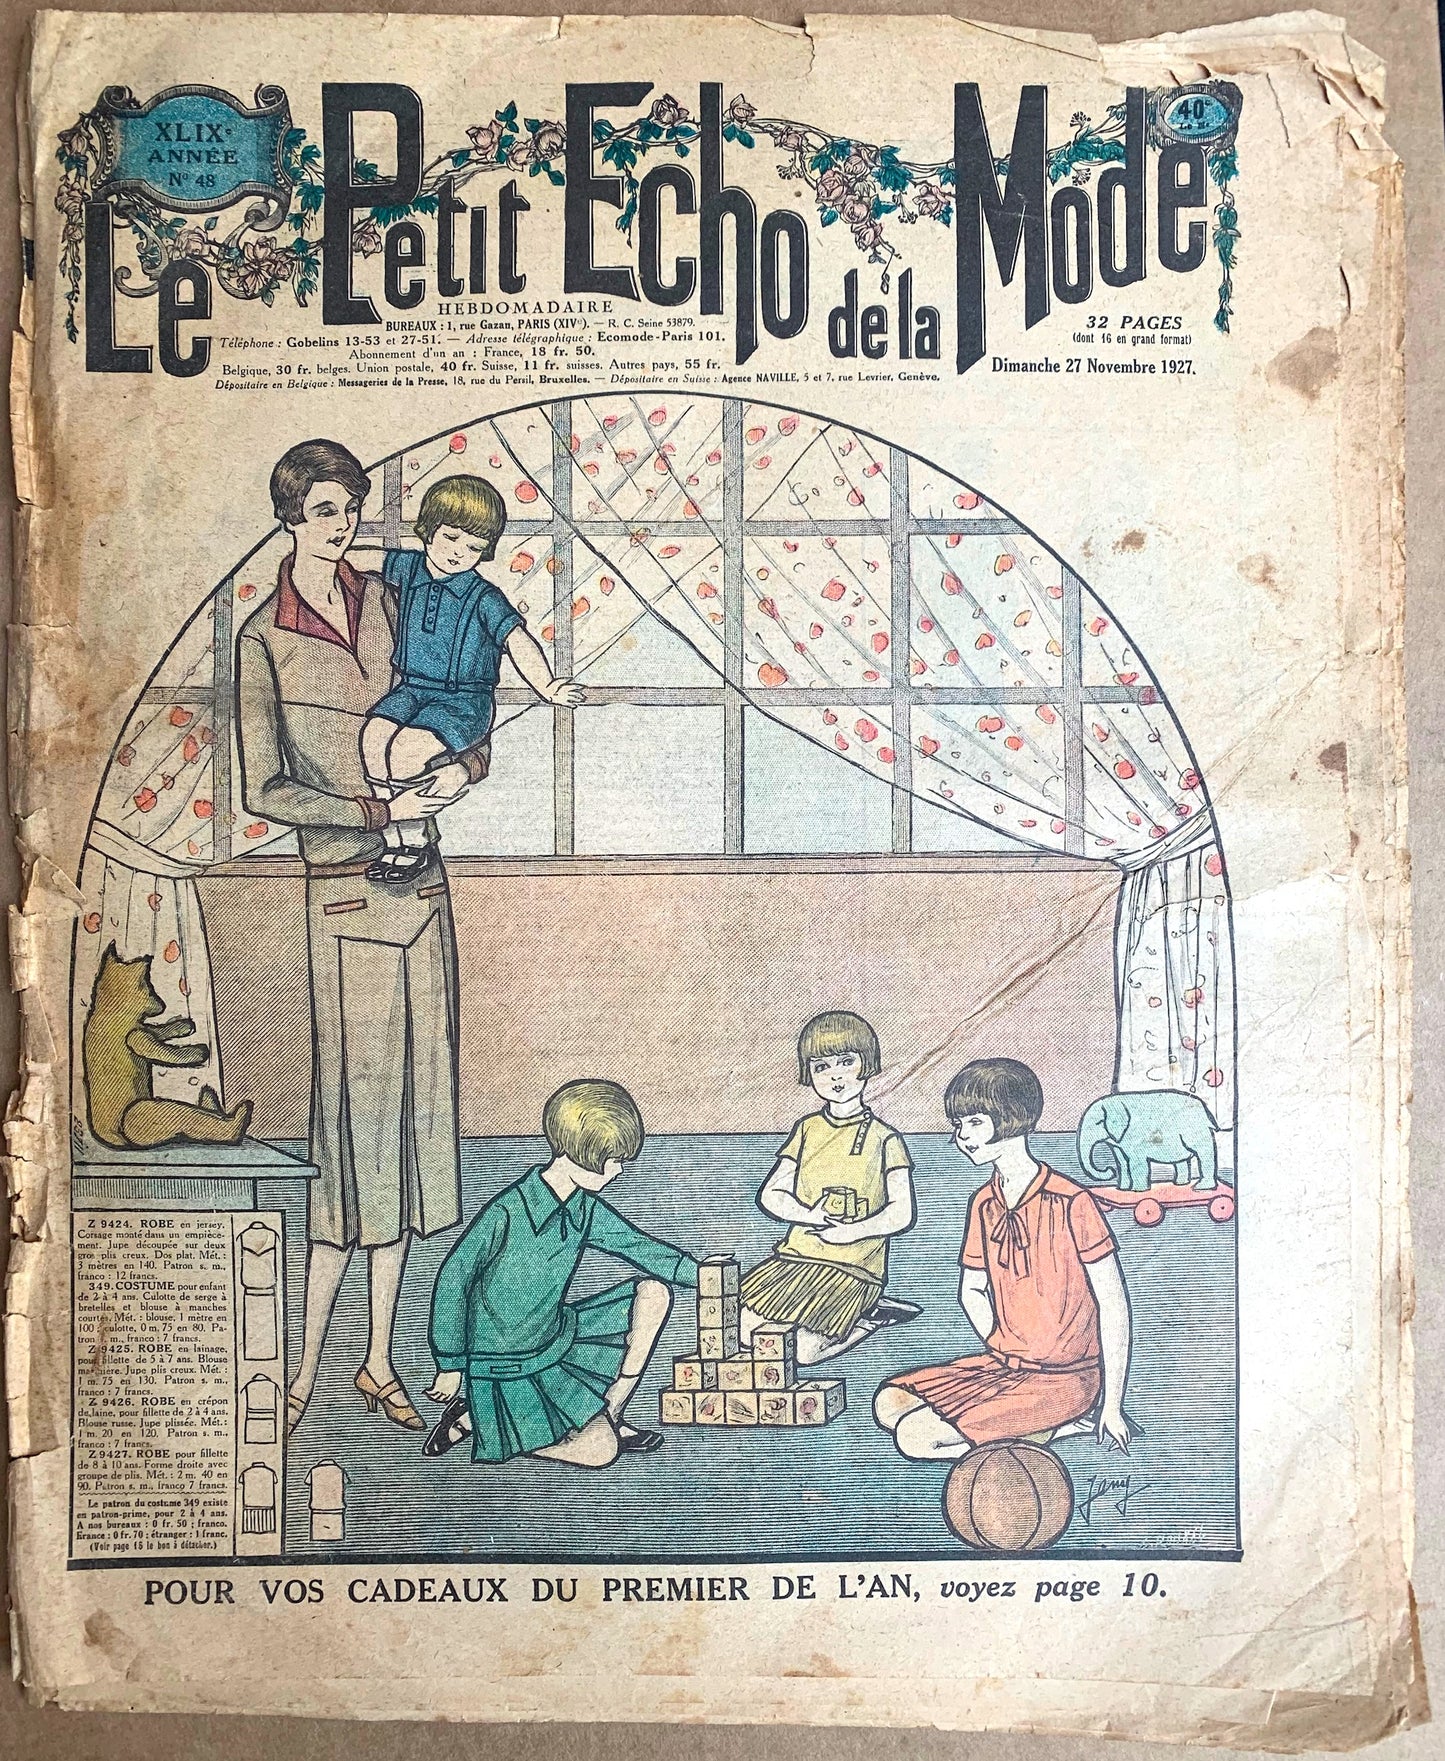 XLIXe
ANNÉE
No 48
40c
Le Petit Echo de la Mode
HEBDOMADAIRE
BUREAUX : 1, rue Gazan, PARIS (XIVe). — R. C. Seine 53879.
Téléphone : Gobelins 13-53 et 27-51. — Adresse télégraphique : Ecomode-Paris 101.
Abonnement d'un an : France, 18 fr. 50.
Belgique, 30 fr. belges. Union postale, 40 fr. Suisse, 11 fr. suisses. Autres pays, 55 fr.
Dépositaire en Belgique : Messageries de la Presse, 18, rue du Persil, Bruxelles. — Dépositaire en Suisse : Agence NAVILLE, 5 et 7, rue Levrier, Genève.
32 PAGES
(dont 16 en grand format)
Dimanche 27 Novembre 1927.
Z 9424. ROBE en jersey.
Corsage monté dans un empièce-
ment. Jupe découpée sur deux
gros plis creux. Dos plat. Mét. :
3 mètres en 140. Patron s. m.,
franco : 12 francs.
349. COSTUME pour enfant
de 2 à 4 ans. Culotte de serge à
bretelles et blouse à manches
courtes. Mét. : blouse, 1 mètre en
100 ; culotte, 0 m. 75 en 80. Pa-
tron s. m., franco : 7 francs.
Z 9425. ROBE en lainage,
pour fillette de 5 à 7 ans. Blouse
Jupe plis creux. Mét. :
1 m. 75 en 130. Patron s. m.,
franco : 7 francs.
Z 9426. ROBE en crépon
de laine, pour fillette de 2 à 4 ans.
Blouse russe. Jupe plissée. Mét. :
1 m. 20 en 120. Patron s. m.,
franco : 7 francs.
Z 9427. ROBE pour fillette
de 8 à 10 ans. Forme droite avec
groupe de plis. Mét. : 2 m. 40 en
90. Patron s. m., franco 7 francs.
Le patron du costume 349 existe
en patron-prime, pour 2 à 4 ans.
A nos bureaux : 0 fr. 50 ; franco.
France : 0 fr. 70 ; étranger : 1 franc.
(Voir page 15 le bon à détacher.)
POUR VOS CADEAUX DU PREMIER DE L'AN, voyez page 10.